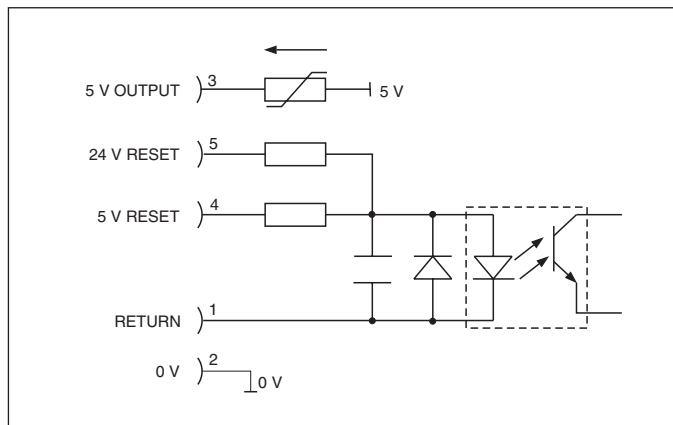 5 V OUTPUT 3 5 V
24 V RESET 5
5 V RESET 4
RETURN 1
0 V 2 0 V